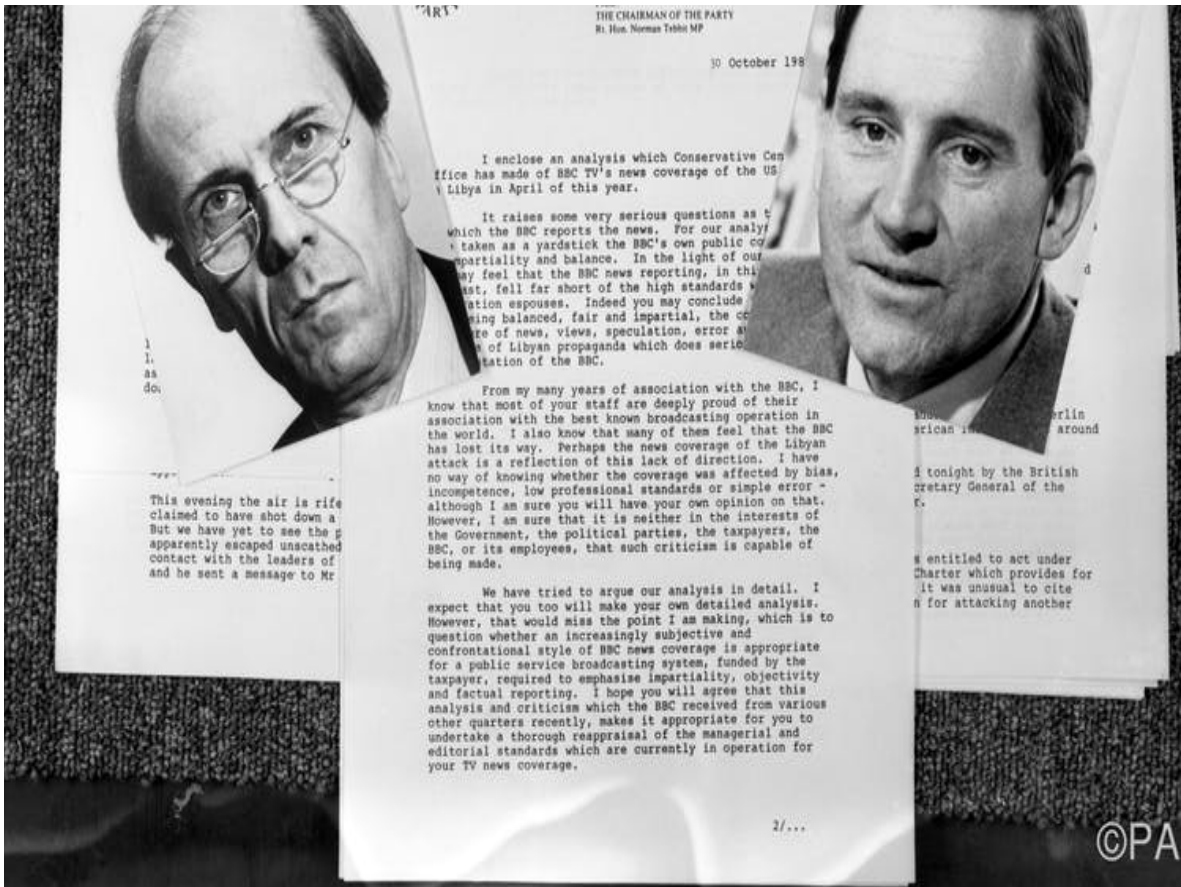 PARTY
THE CHAIRMAN OF THE PARTY
Rt. Hon. Norman Tebbit MP
30 October 198
I enclose an analysis which Conservative Cen
ffice has made of BBC TV's news coverage of the US
Libya in April of this year.
It raises some very serious questions as t
which the BBC reports the news. For our analy
taken as a yardstick the BBC's own public co
mpartiality and balance. In the light of our
may feel that the BBC news reporting, in thi
ast, fell far short of the high standards w
ation espouses. Indeed you may conclude
ing balanced, fair and impartial, the co
re of news, views, speculation, error a
of Libyan propaganda which does serio
tation of the BBC.
From my many years of association with the BBC, I
know that most of your staff are deeply proud of their
association with the best known broadcasting operation in
the world. I also know that many of them feel that the BBC
has lost its way. Perhaps the news coverage of the Libyan
attack is a reflection of this lack of direction. I have
no way of knowing whether the coverage was affected by bias,
incompetence, low professional standards or simple error -
although I am sure you will have your own opinion on that.
However, I am sure that it is neither in the interests of
the Government, the political parties, the taxpayers, the
BBC, or its employees, that such criticism is capable of
being made.
We have tried to argue our analysis in detail. I
expect that you too will make your own detailed analysis.
However, that would miss the point I am making, which is to
question whether an increasingly subjective and
confrontational style of BBC news coverage is appropriate
for a public service broadcasting system, funded by the
taxpayer, required to emphasise impartiality, objectivity
and factual reporting. I hope you will agree that this
analysis and criticism which the BBC received from various
other quarters recently, makes it appropriate for you to
undertake a thorough reappraisal of the managerial and
editorial standards which are currently in operation for
your TV news coverage.
2/...
This evening the air is rife
claimed to have shot down a
But we have yet to see the p
apparently escaped unscathed
contact with the leaders of
and he sent a message to Mr
erlin
erican
around
d tonight by the British
cretary General of the
r.
s entitled to act under
Charter which provides for
it was unusual to cite
n for attacking another
©PA